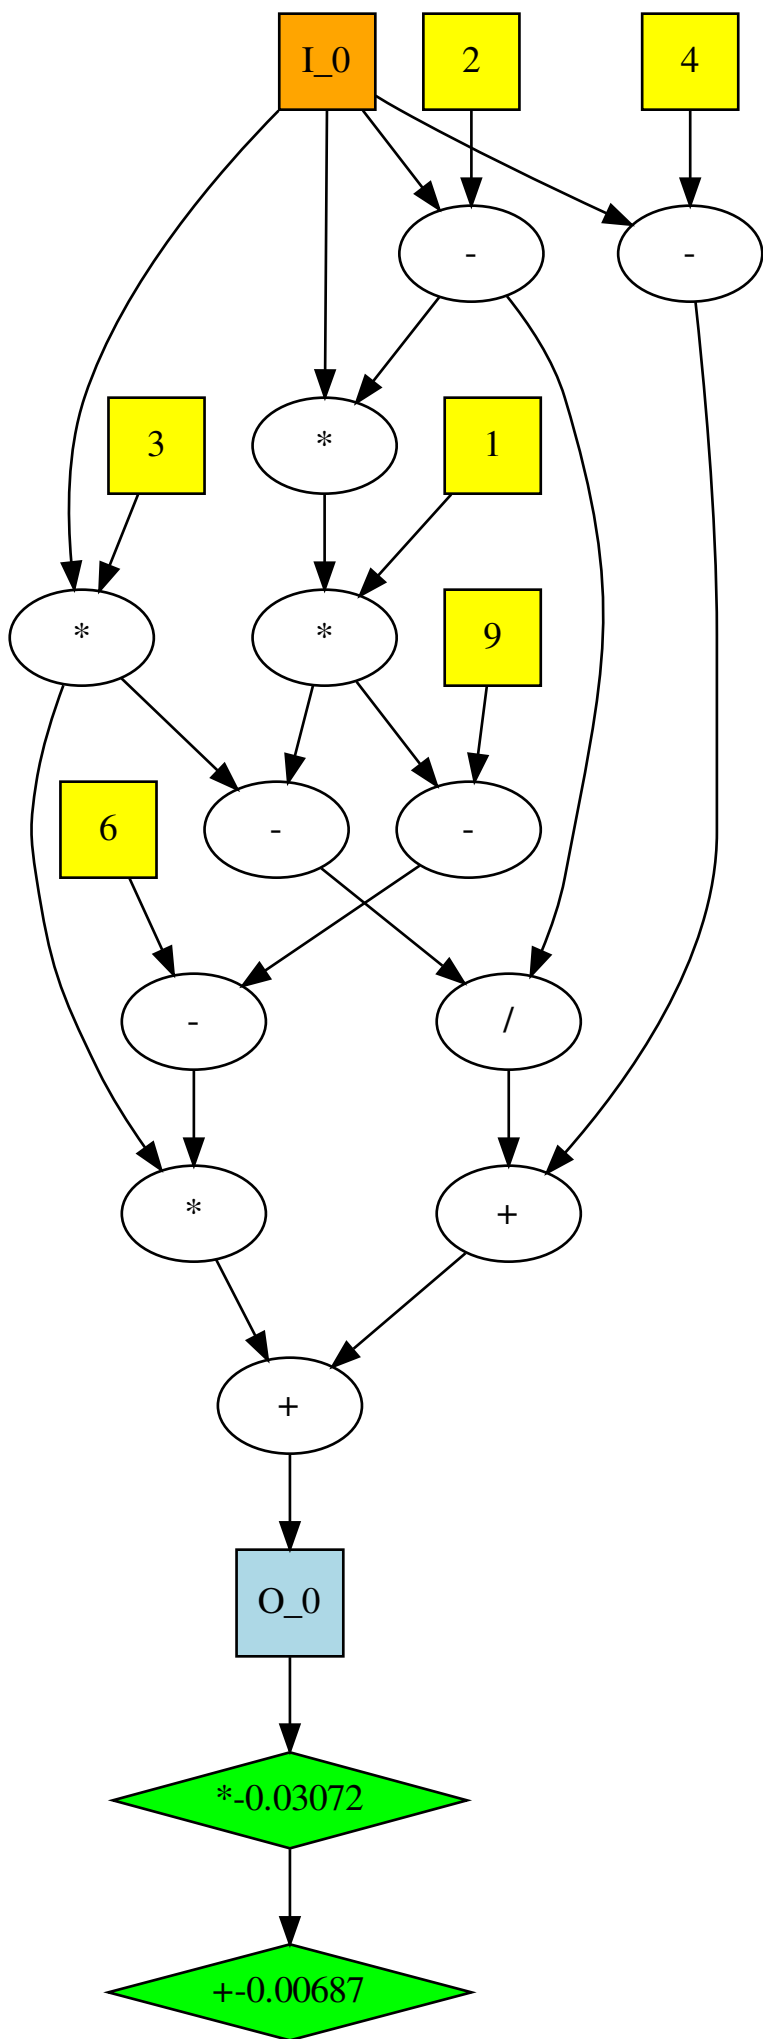 I_0 2 4
- -
3 * 1
* * 9
6 - -
- /
* +
+
O_0
*-0.03072
+-0.00687